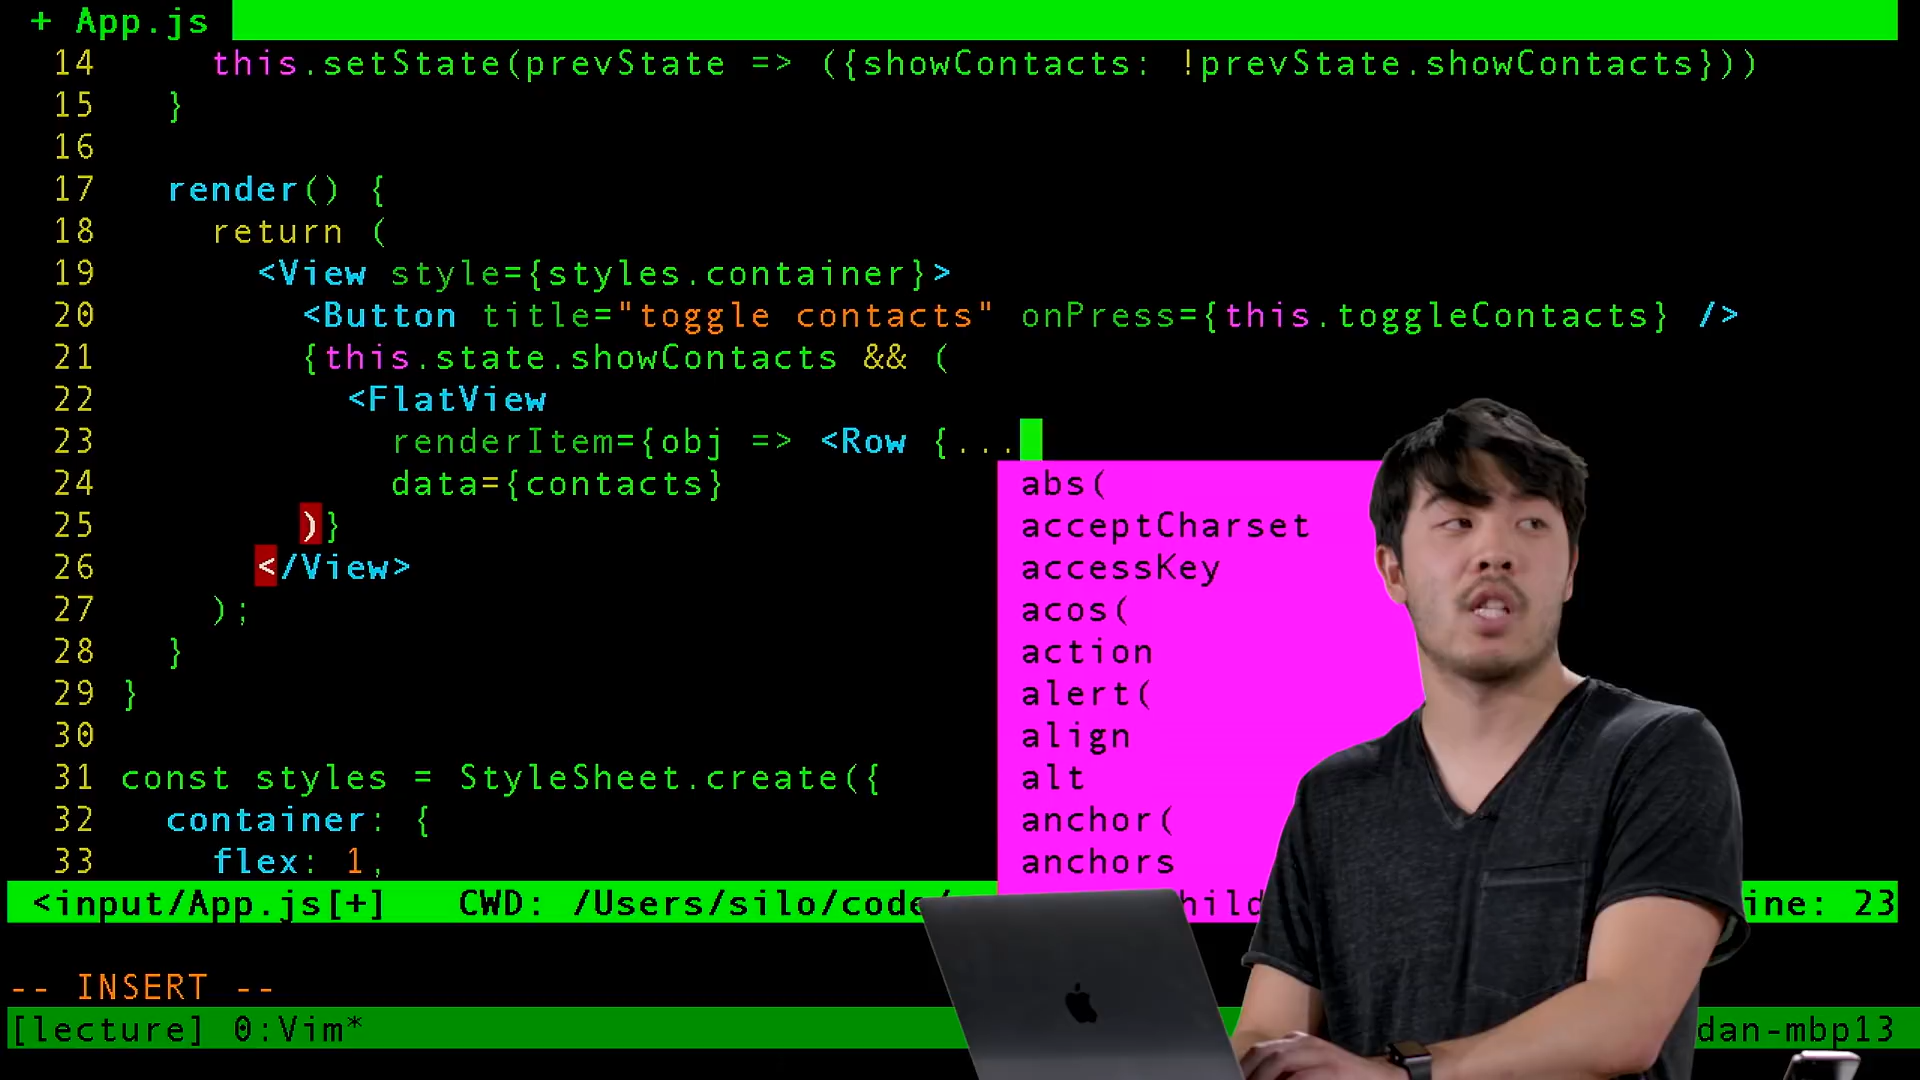 + App.js
14 this.setState(prevState => ({showContacts: !prevState.showContacts}))
15 }
16
17 render() {
18 return (
19 <View style={styles.container}>
20 <Button title="toggle contacts" onPress={this.toggleContacts} />
21 {this.state.showContacts && (
22 <FlatView
23 renderItem={obj => <Row {...
24 data={contacts}
25 )}
26 </View>
27 );
28 }
29 }
30
31 const styles = StyleSheet.create({
32 container: {
33 flex: 1,
abs(
acceptCharset
accessKey
acos(
action
alert(
align
alt
anchor(
anchors
<input/App.js[+] CWD: /Users/silo/code/ hild ine: 23
-- INSERT --
[lecture] 0:Vim* dan-mbp13